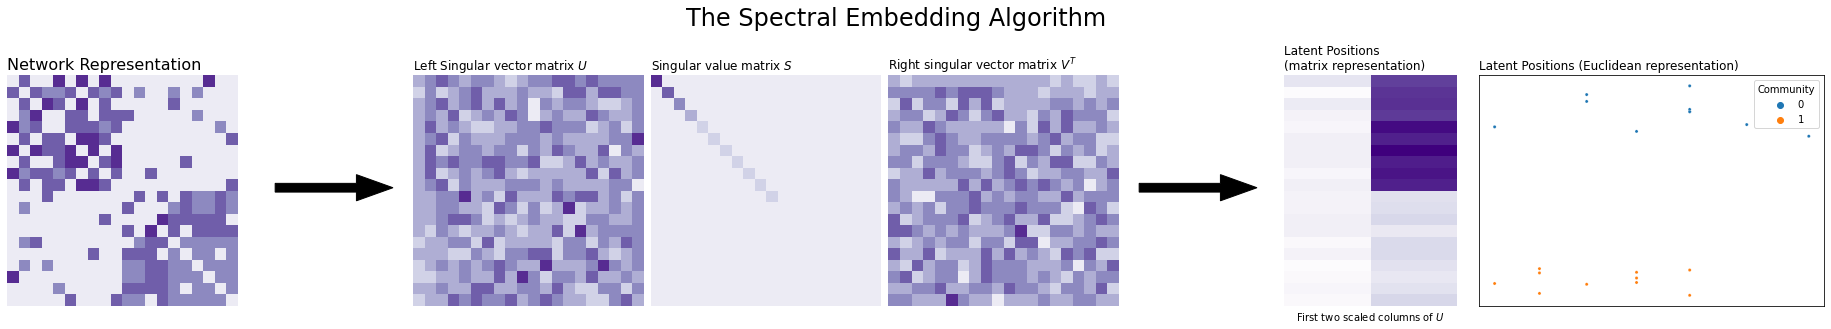 The Spectral Embedding Algorithm
Network Representation
Left Singular vector matrix U
Singular value matrix S
Right singular vector matrix V^T
Latent Positions
(matrix representation)
First two scaled columns of U
Latent Positions (Euclidean representation)
Community
0
1